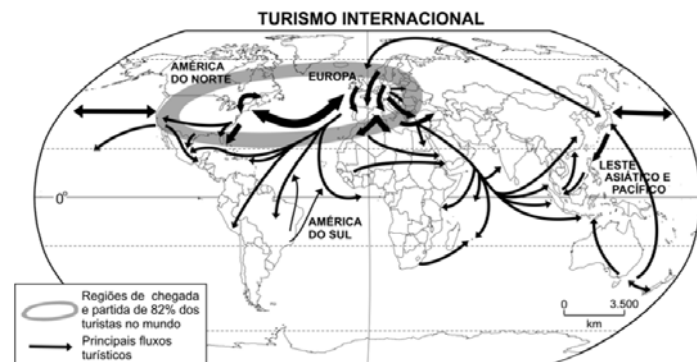 TURISMO INTERNACIONAL
AMÉRICA
DO NORTE
EUROPA
LESTE
ASIÁTICO E
PACÍFICO
0°
AMÉRICA
DO SUL
Regiões de chegada
e partida de 82% dos
turistas no mundo
Principais fluxos
turísticos
0 3.500
km